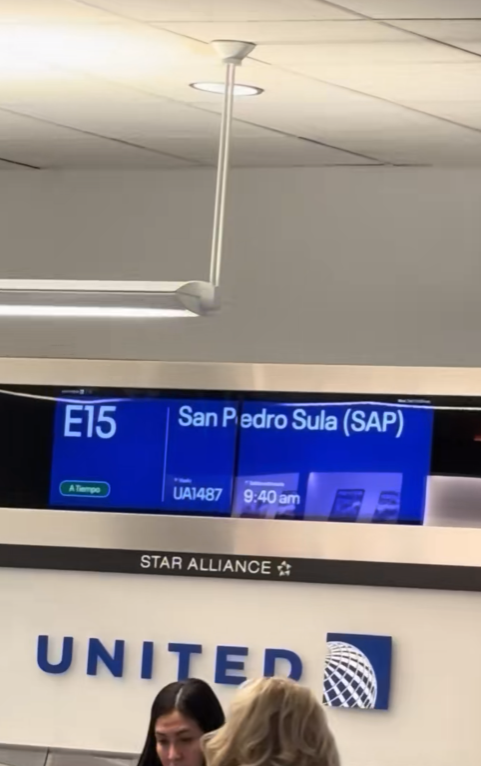 E15
San Pedro Sula (SAP)
A Tiempo
UA1487
9:40 am
STAR ALLIANCE
UNITED